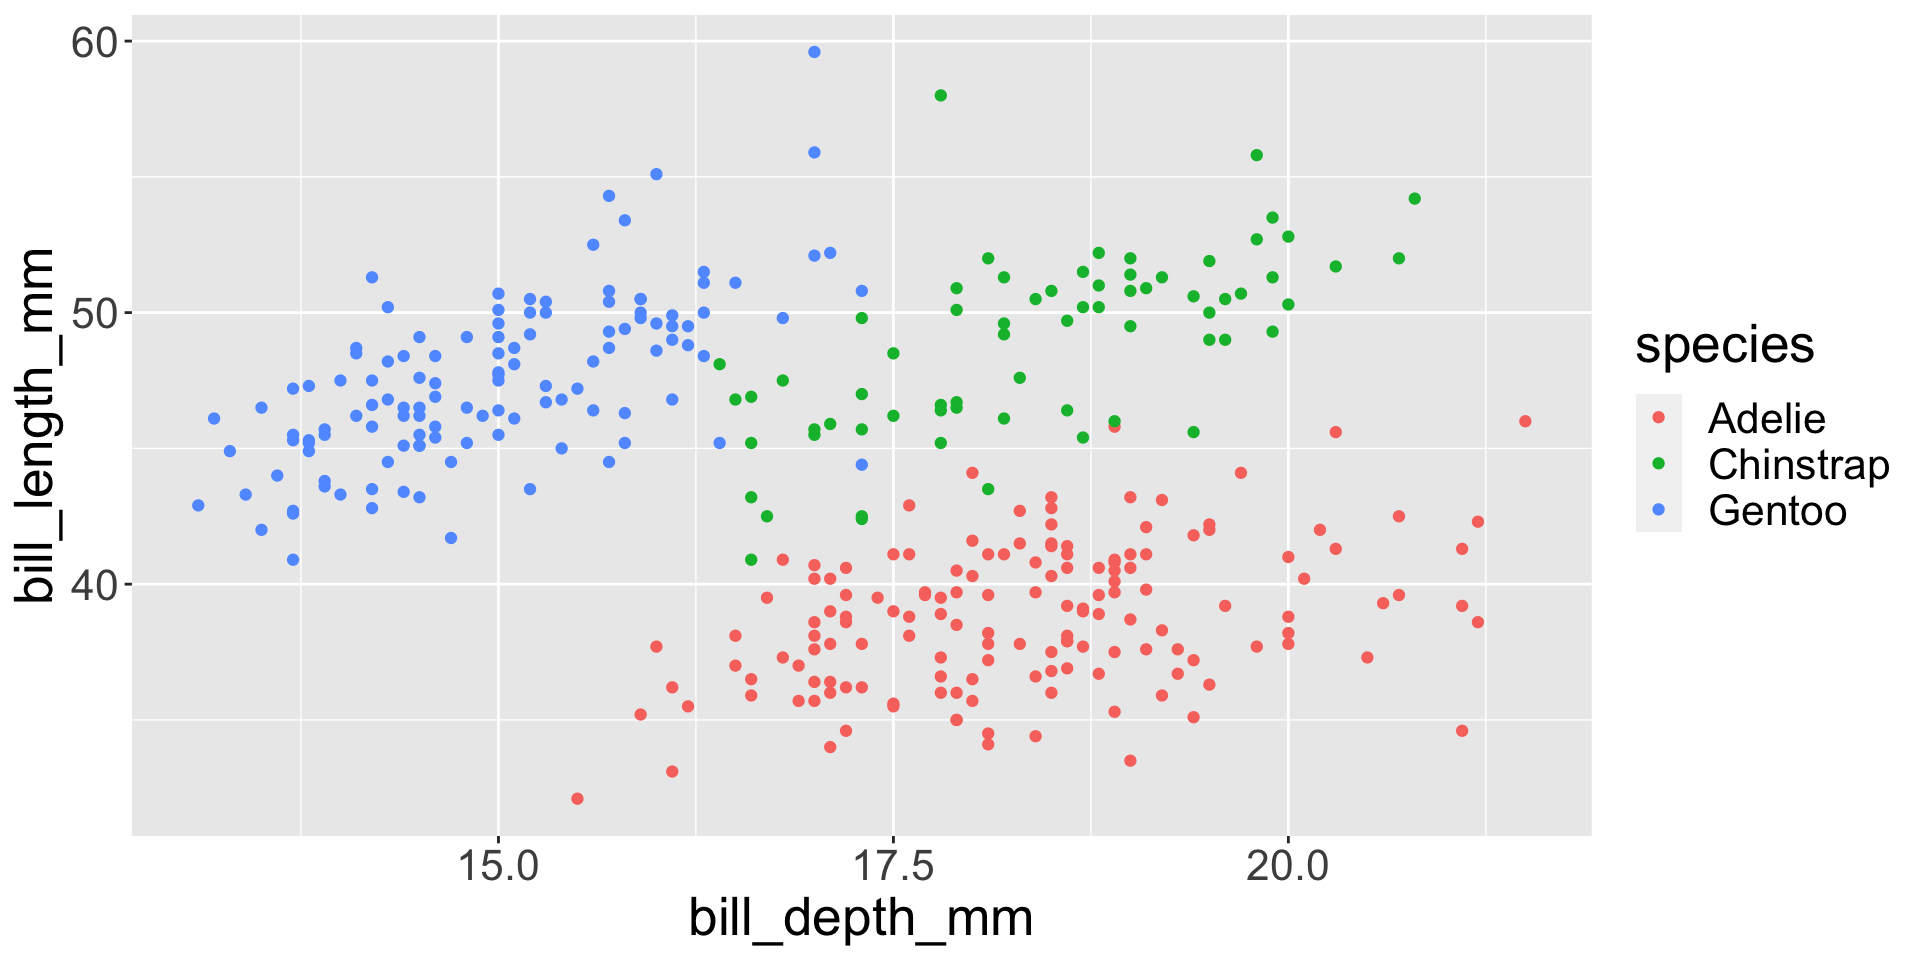 60
50
40
bill_length_mm
15.0 17.5 20.0
bill_depth_mm
species
Adelie
Chinstrap
Gentoo